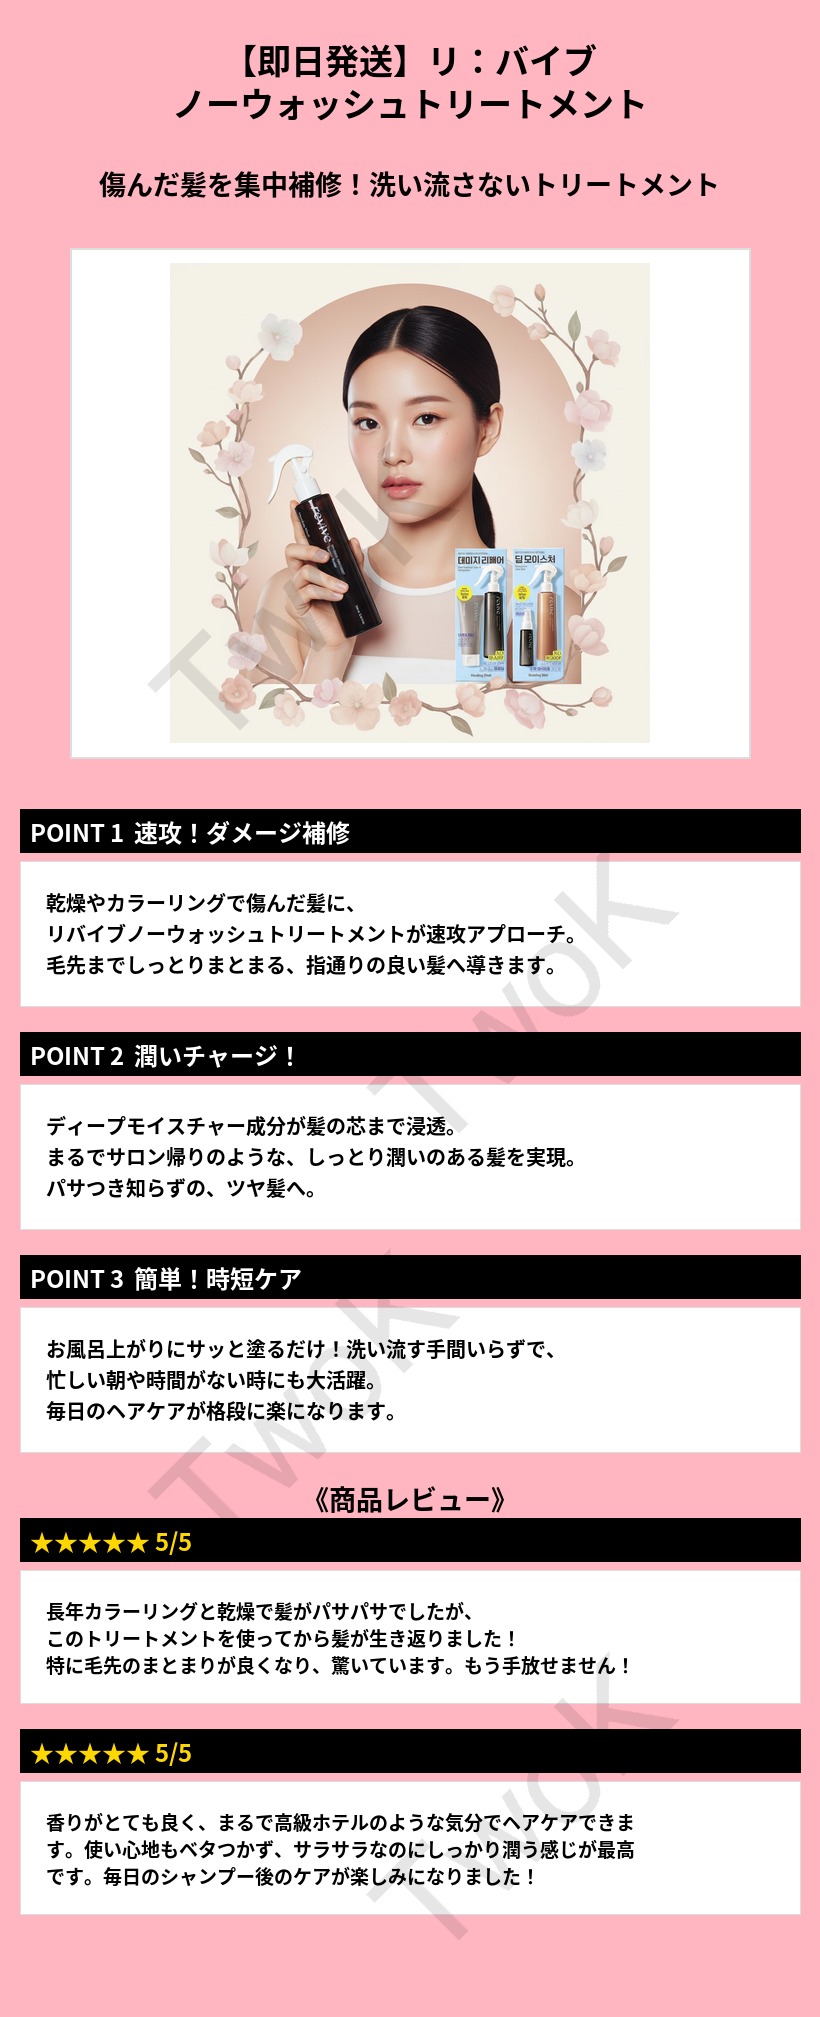 【即日発送】リ：バイブ
ノーウォッシュトリートメント
傷んだ髪を集中補修！洗い流さないトリートメント
revive
데미지 리페어
딥 모이스처
POINT 1 速攻！ダメージ補修
乾燥やカラーリングで傷んだ髪に、
リバイブノーウォッシュトリートメントが速攻アプローチ。
毛先までしっとりまとまる、指通りの良い髪へ導きます。
POINT 2 潤いチャージ！
ディープモイスチャー成分が髪の芯まで浸透。
まるでサロン帰りのような、しっとり潤いのある髪を実現。
パサつき知らずの、ツヤ髪へ。
POINT 3 簡単！時短ケア
お風呂上がりにサッと塗るだけ！洗い流す手間いらずで、
忙しい朝や時間がない時にも大活躍。
毎日のヘアケアが格段に楽になります。
《商品レビュー》
★★★★★ 5/5
長年カラーリングと乾燥で髪がパサパサでしたが、
このトリートメントを使ってから髪が生き返りました！
特に毛先のまとまりが良くなり、驚いています。もう手放せません！
★★★★★ 5/5
香りがとても良く、まるで高級ホテルのような気分でヘアケアできま
す。使い心地もベタつかず、サラサラなのにしっかり潤う感じが最高
です。毎日のシャンプー後のケアが楽しみになりました！
TwoK
TwoK
TwoK
TwoK